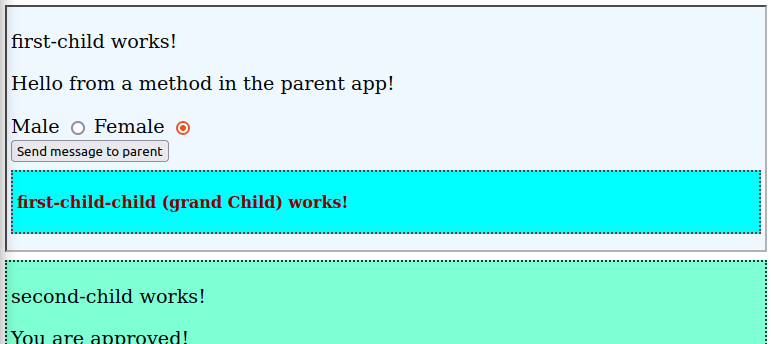 first-child works!
Hello from a method in the parent app!
Male Female
Send message to parent
first-child-child (grand Child) works!
second-child works!
You are approved!